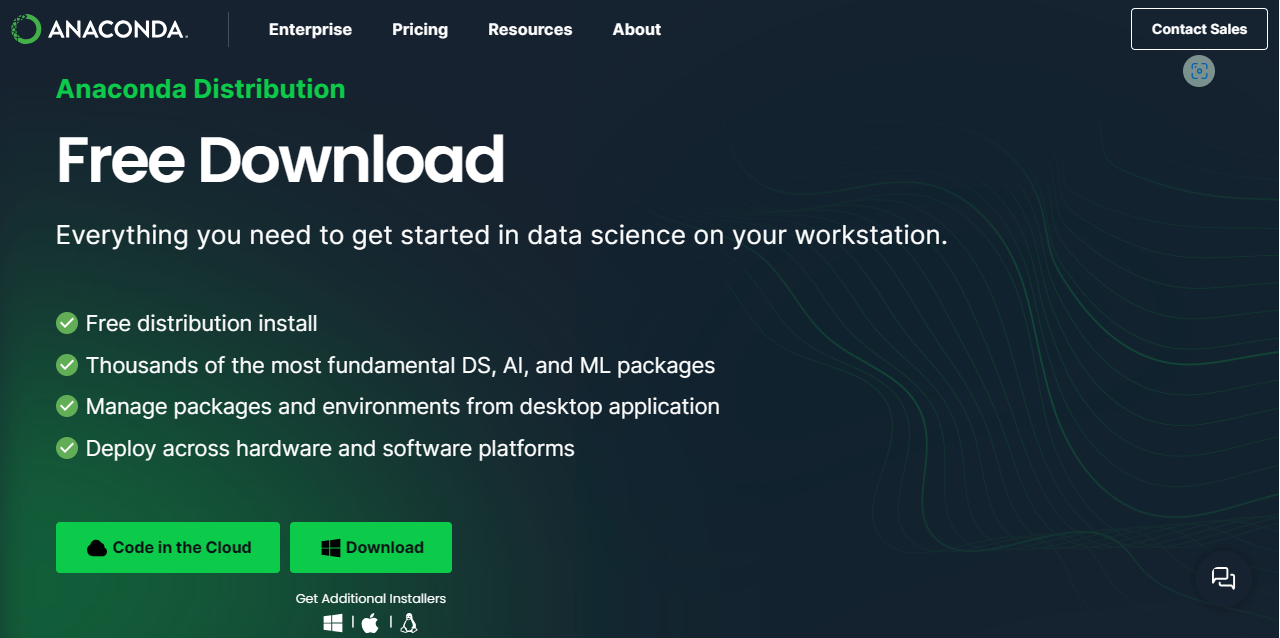 ANACONDA.
Enterprise
Pricing
Resources
About
Contact Sales
Anaconda Distribution
Free Download
Everything you need to get started in data science on your workstation.
Free distribution install
Thousands of the most fundamental DS, AI, and ML packages
Manage packages and environments from desktop application
Deploy across hardware and software platforms
Code in the Cloud
Download
Get Additional Installers